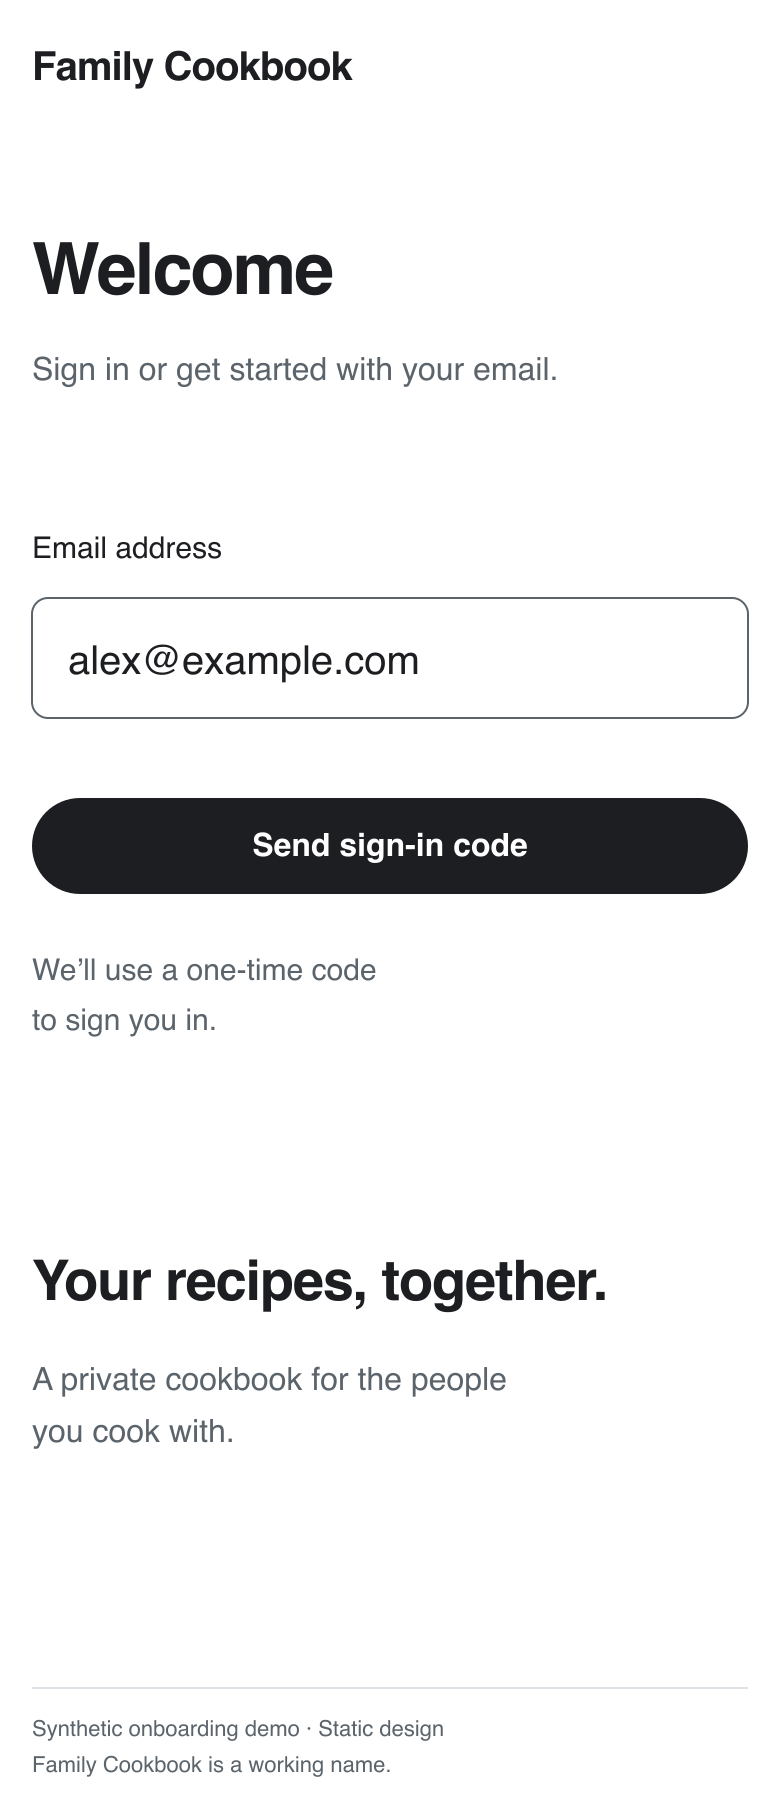 Family Cookbook
Welcome
Sign in or get started with your email.
Email address
alex@example.com
Send sign-in code
We’ll use a one-time code
to sign you in.
Your recipes, together.
A private cookbook for the people
you cook with.
Synthetic onboarding demo · Static design
Family Cookbook is a working name.